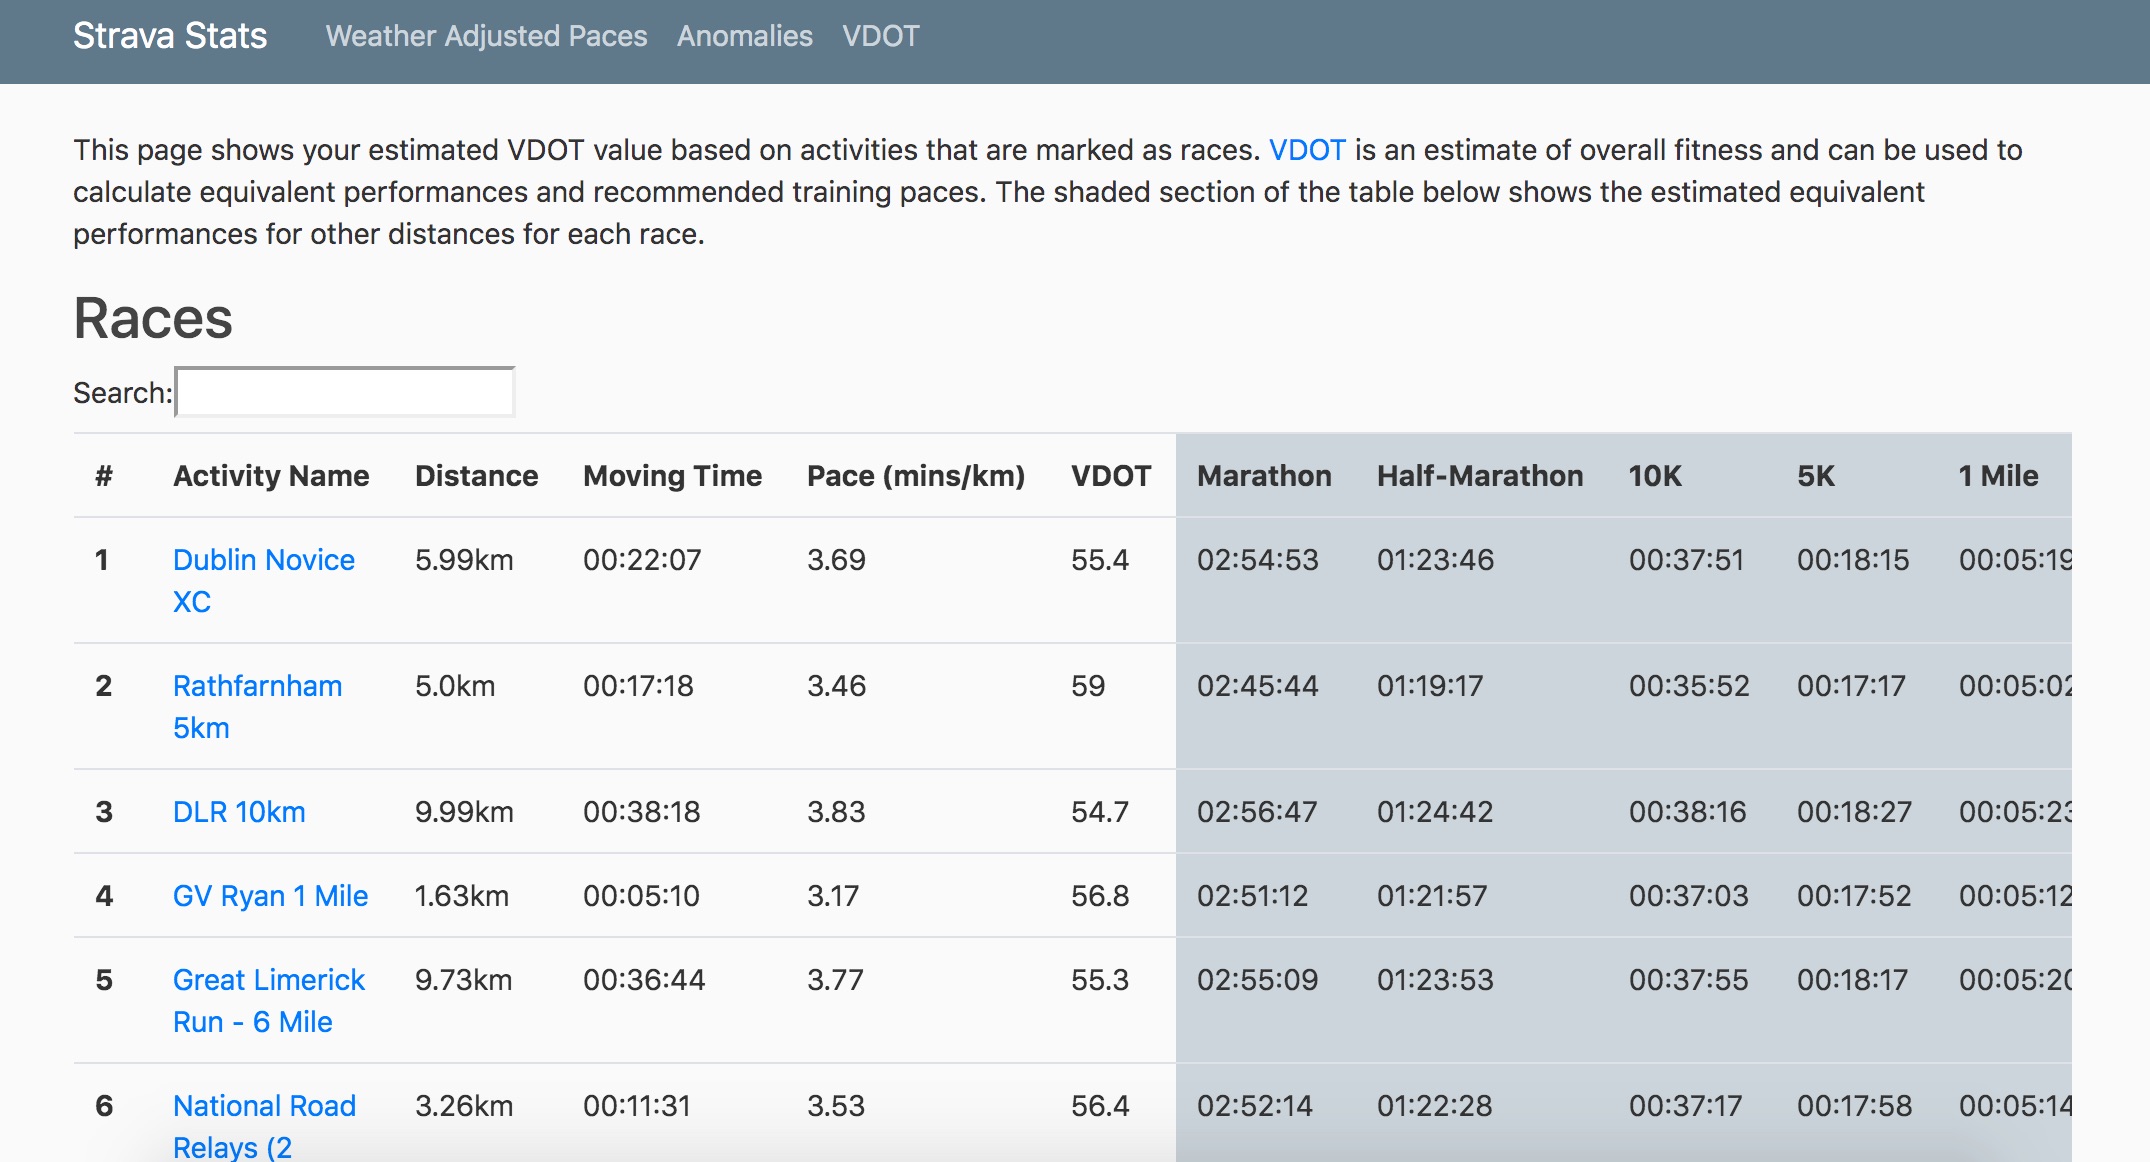 Strava Stats Weather Adjusted Paces Anomalies VDOT
This page shows your estimated VDOT value based on activities that are marked as races. VDOT is an estimate of overall fitness and can be used to
calculate equivalent performances and recommended training paces. The shaded section of the table below shows the estimated equivalent
performances for other distances for each race.
Races
Search:
# Activity Name Distance Moving Time Pace (mins/km) VDOT Marathon Half-Marathon 10K 5K 1 Mile
1 Dublin Novice 5.99km 00:22:07 3.69 55.4 02:54:53 01:23:46 00:37:51 00:18:15 00:05:19
XC
2 Rathfarnham 5.0km 00:17:18 3.46 59 02:45:44 01:19:17 00:35:52 00:17:17 00:05:02
5km
3 DLR 10km 9.99km 00:38:18 3.83 54.7 02:56:47 01:24:42 00:38:16 00:18:27 00:05:23
4 GV Ryan 1 Mile 1.63km 00:05:10 3.17 56.8 02:51:12 01:21:57 00:37:03 00:17:52 00:05:12
5 Great Limerick 9.73km 00:36:44 3.77 55.3 02:55:09 01:23:53 00:37:55 00:18:17 00:05:20
Run - 6 Mile
6 National Road 3.26km 00:11:31 3.53 56.4 02:52:14 01:22:28 00:37:17 00:17:58 00:05:14
Relays (2